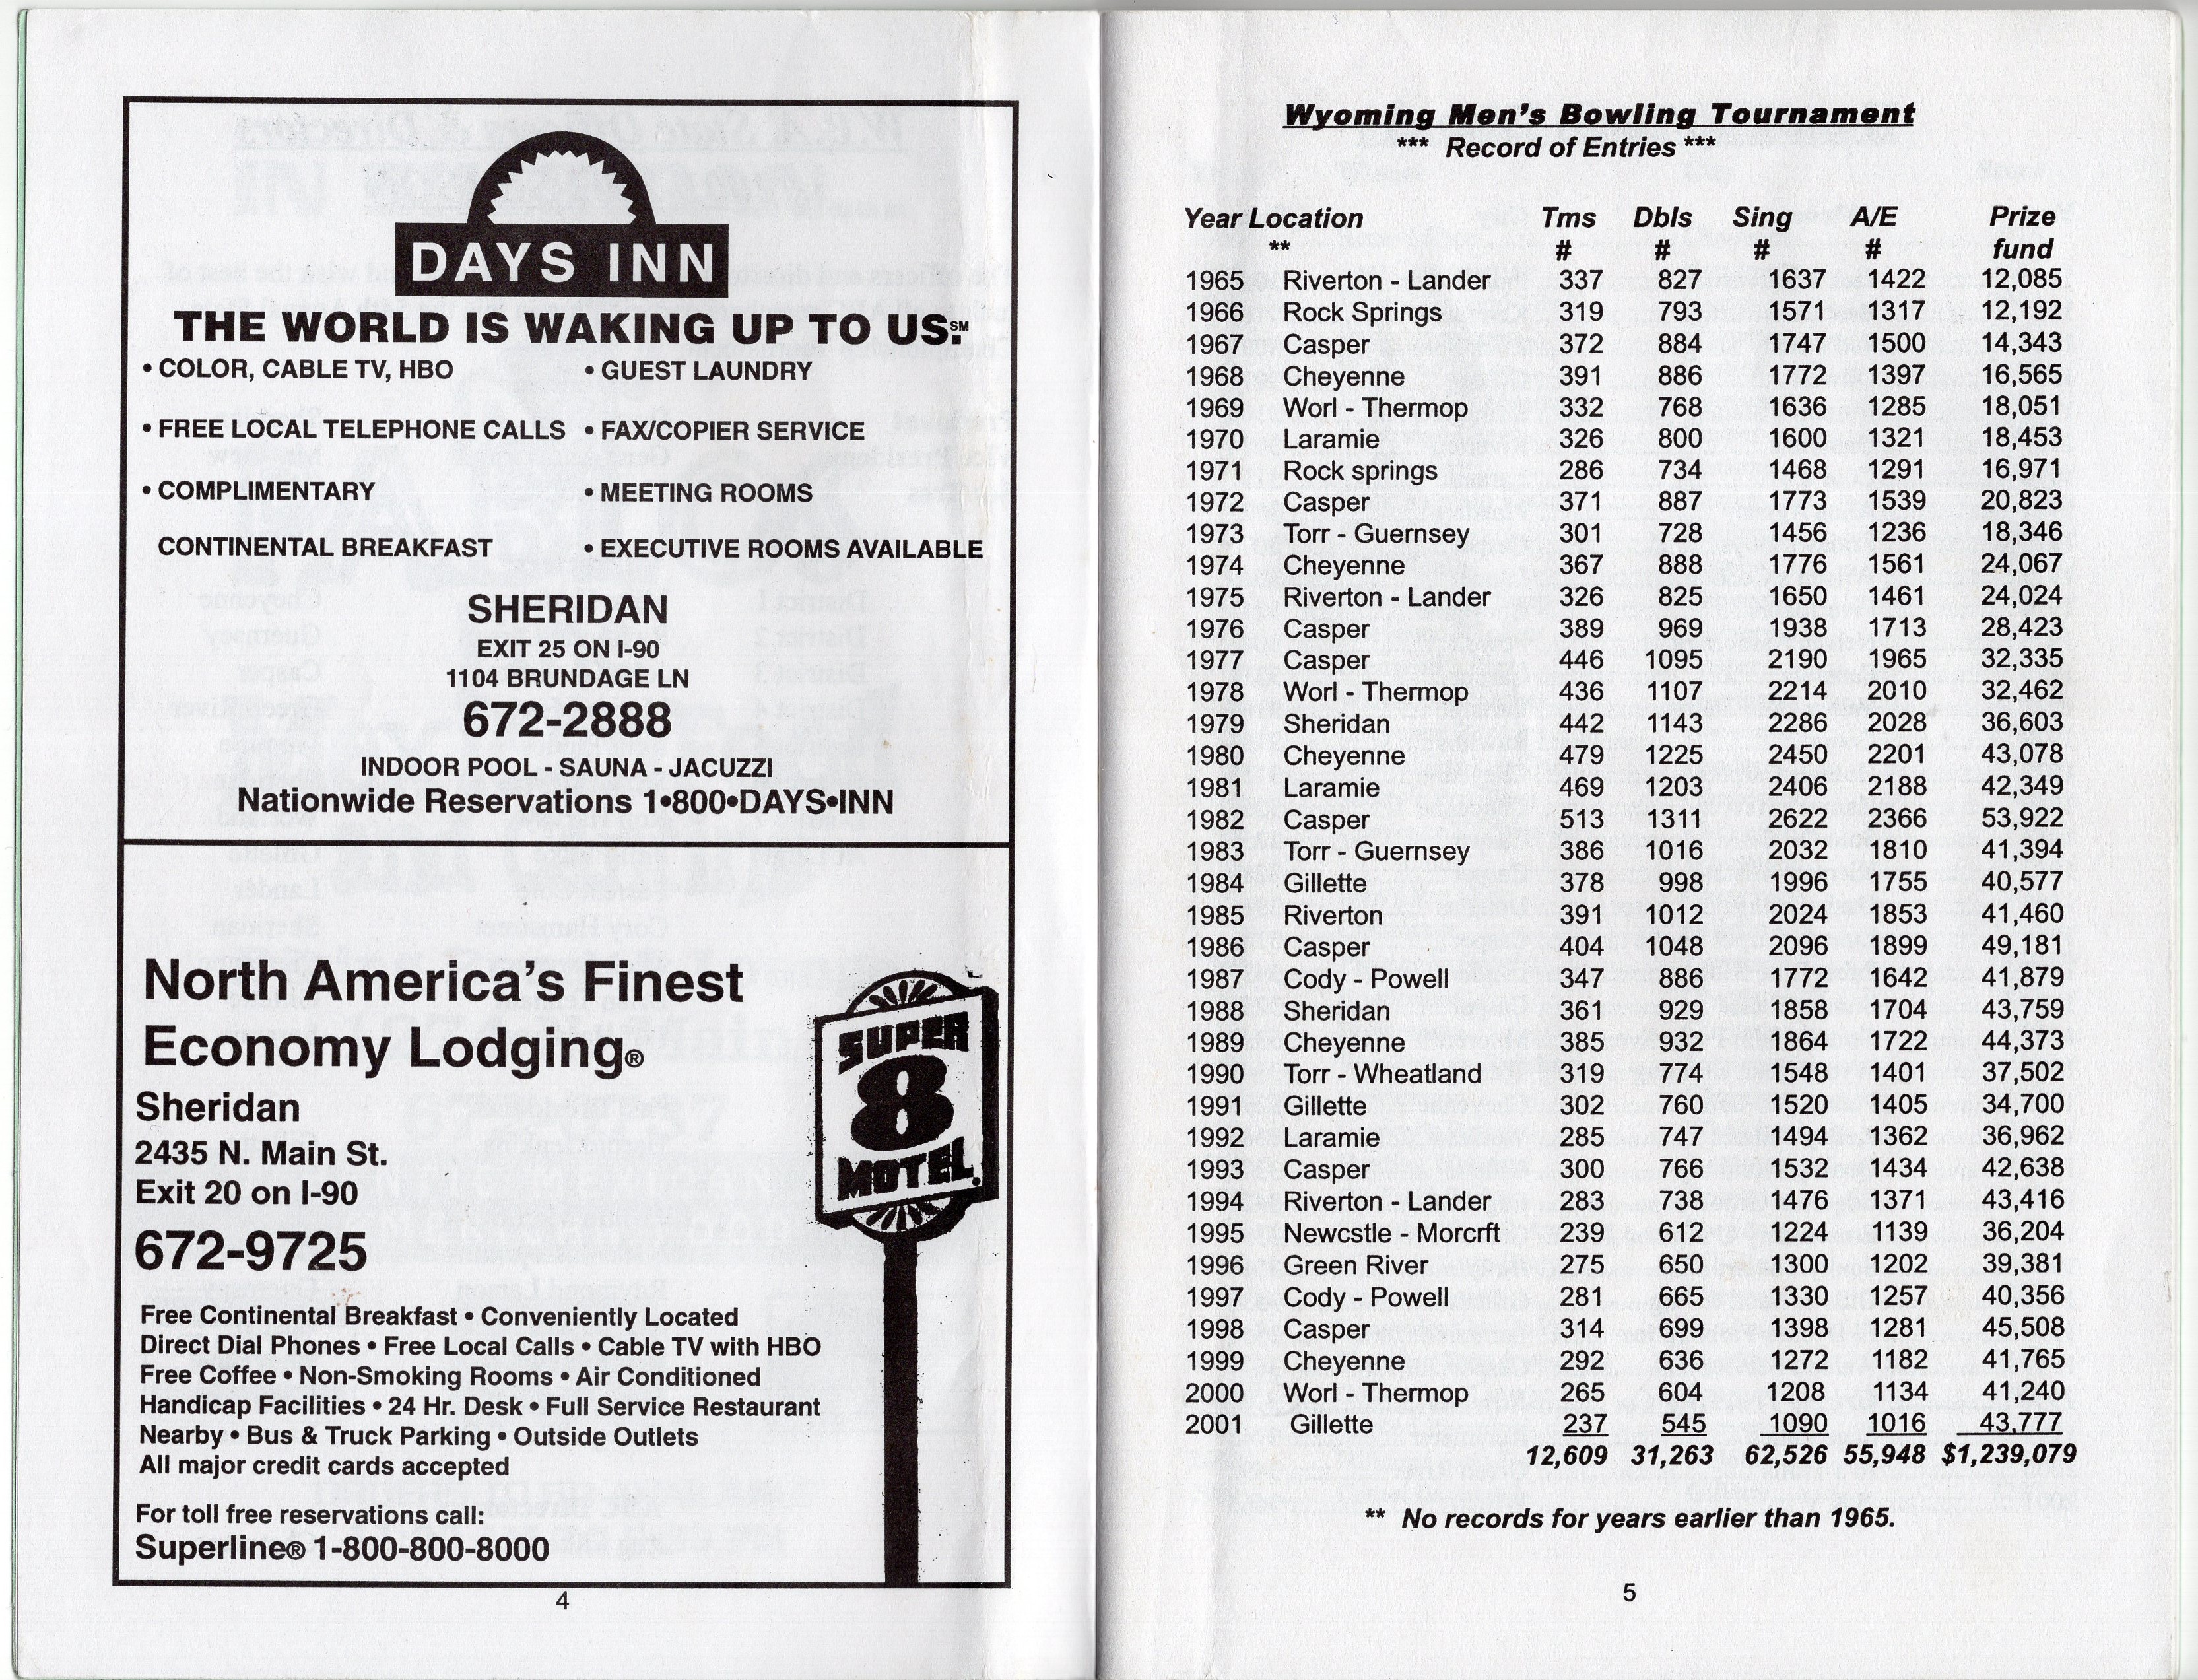 DAYS INN
THE WORLD IS WAKING UP TO US.℠
• COLOR, CABLE TV, HBO • GUEST LAUNDRY
• FREE LOCAL TELEPHONE CALLS • FAX/COPIER SERVICE
• COMPLIMENTARY • MEETING ROOMS
CONTINENTAL BREAKFAST • EXECUTIVE ROOMS AVAILABLE
SHERIDAN
EXIT 25 ON I-90
1104 BRUNDAGE LN
672-2888
INDOOR POOL - SAUNA - JACUZZI
Nationwide Reservations 1•800•DAYS•INN
North America's Finest
Economy Lodging®
Sheridan
2435 N. Main St.
Exit 20 on I-90
672-9725
SUPER
8
MOTEL
Free Continental Breakfast • Conveniently Located
Direct Dial Phones • Free Local Calls • Cable TV with HBO
Free Coffee • Non-Smoking Rooms • Air Conditioned
Handicap Facilities • 24 Hr. Desk • Full Service Restaurant
Nearby • Bus & Truck Parking • Outside Outlets
All major credit cards accepted
For toll free reservations call:
Superline® 1-800-800-8000
4
Wyoming Men's Bowling Tournament
*** Record of Entries ***
Year Location Tms Dbls Sing A/E Prize
** # # # # fund
1965 Riverton - Lander 337 827 1637 1422 12,085
1966 Rock Springs 319 793 1571 1317 12,192
1967 Casper 372 884 1747 1500 14,343
1968 Cheyenne 391 886 1772 1397 16,565
1969 Worl - Thermop 332 768 1636 1285 18,051
1970 Laramie 326 800 1600 1321 18,453
1971 Rock springs 286 734 1468 1291 16,971
1972 Casper 371 887 1773 1539 20,823
1973 Torr - Guernsey 301 728 1456 1236 18,346
1974 Cheyenne 367 888 1776 1561 24,067
1975 Riverton - Lander 326 825 1650 1461 24,024
1976 Casper 389 969 1938 1713 28,423
1977 Casper 446 1095 2190 1965 32,335
1978 Worl - Thermop 436 1107 2214 2010 32,462
1979 Sheridan 442 1143 2286 2028 36,603
1980 Cheyenne 479 1225 2450 2201 43,078
1981 Laramie 469 1203 2406 2188 42,349
1982 Casper 513 1311 2622 2366 53,922
1983 Torr - Guernsey 386 1016 2032 1810 41,394
1984 Gillette 378 998 1996 1755 40,577
1985 Riverton 391 1012 2024 1853 41,460
1986 Casper 404 1048 2096 1899 49,181
1987 Cody - Powell 347 886 1772 1642 41,879
1988 Sheridan 361 929 1858 1704 43,759
1989 Cheyenne 385 932 1864 1722 44,373
1990 Torr - Wheatland 319 774 1548 1401 37,502
1991 Gillette 302 760 1520 1405 34,700
1992 Laramie 285 747 1494 1362 36,962
1993 Casper 300 766 1532 1434 42,638
1994 Riverton - Lander 283 738 1476 1371 43,416
1995 Newcstle - Morcrft 239 612 1224 1139 36,204
1996 Green River 275 650 1300 1202 39,381
1997 Cody - Powell 281 665 1330 1257 40,356
1998 Casper 314 699 1398 1281 45,508
1999 Cheyenne 292 636 1272 1182 41,765
2000 Worl - Thermop 265 604 1208 1134 41,240
2001 Gillette 237 545 1090 1016 43,777
12,609 31,263 62,526 55,948 $1,239,079
** No records for years earlier than 1965.
5